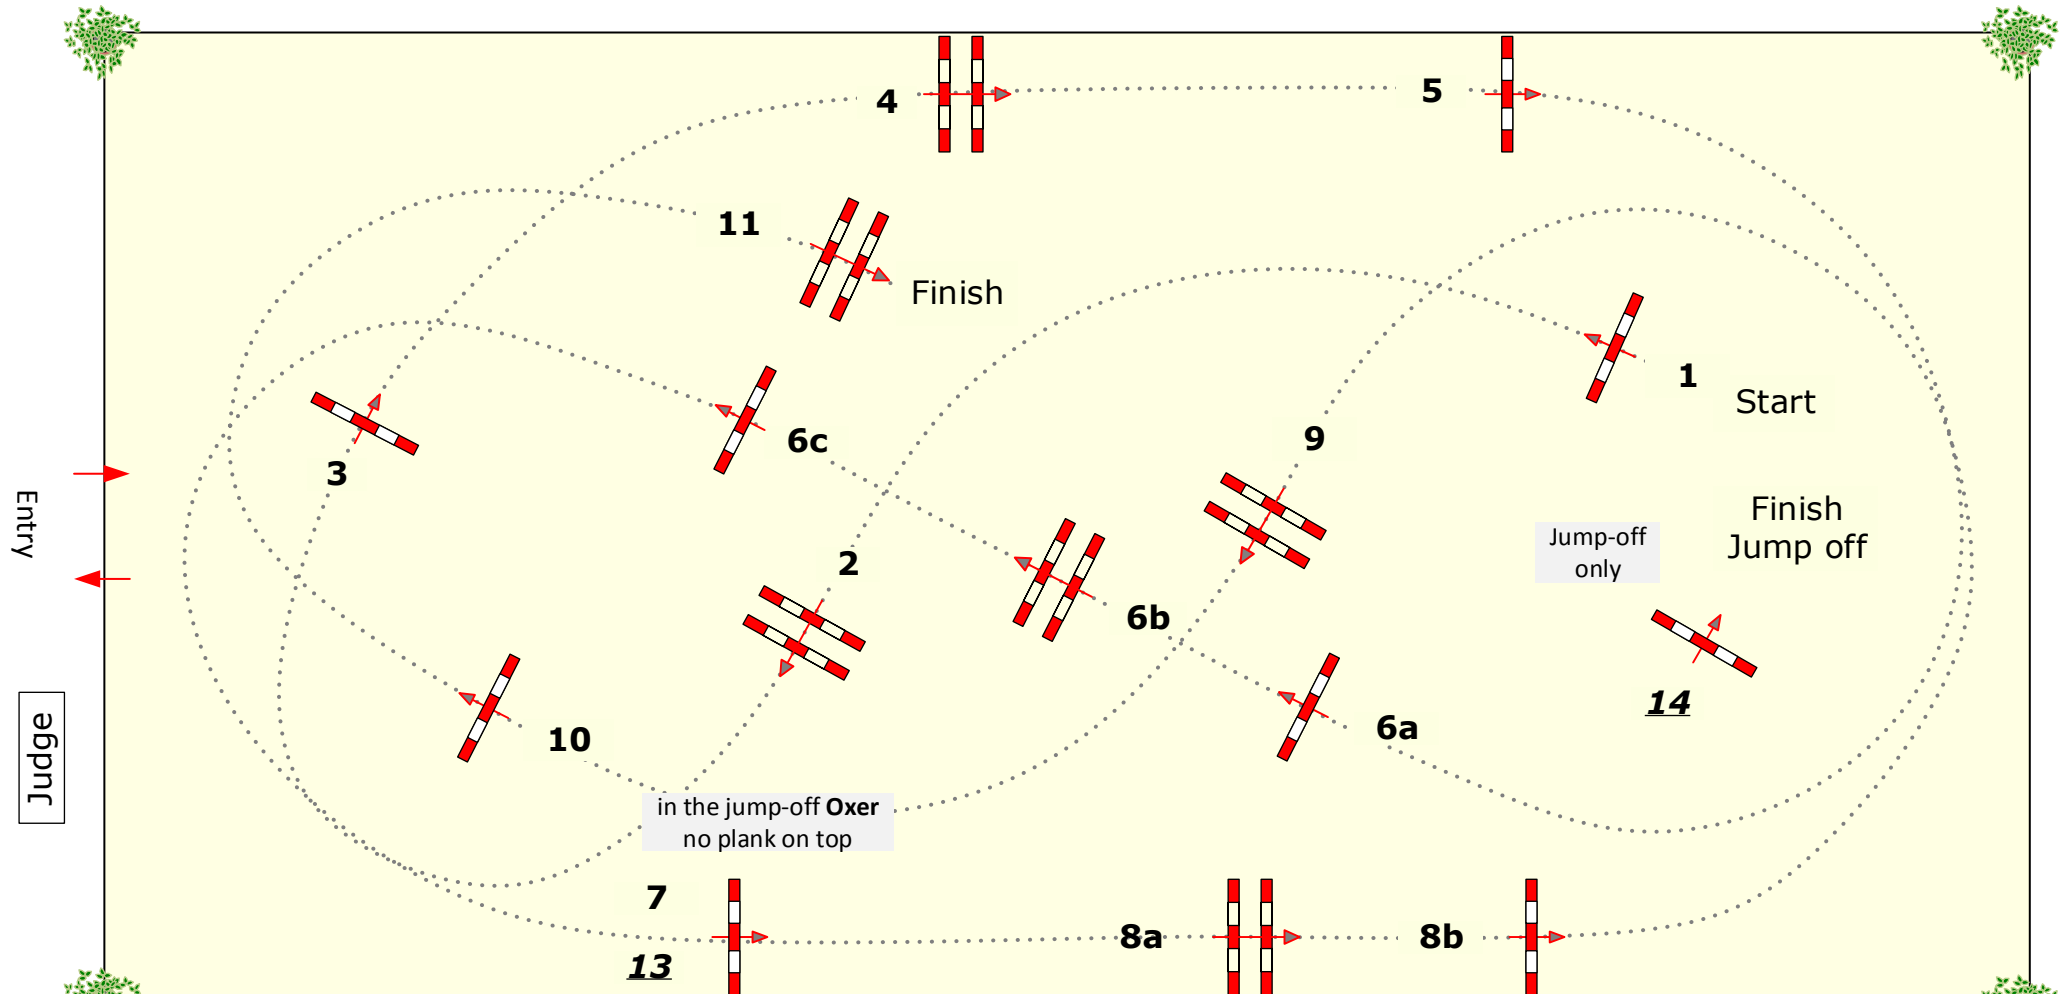 4
5
11
Finish
1
Start
3
6c
9
Entry
2
Finish
Jump off
Jump-off
only
6b
14
6a
10
Judge
in the jump-off Oxer
no plank on top
7
13
8a
8b